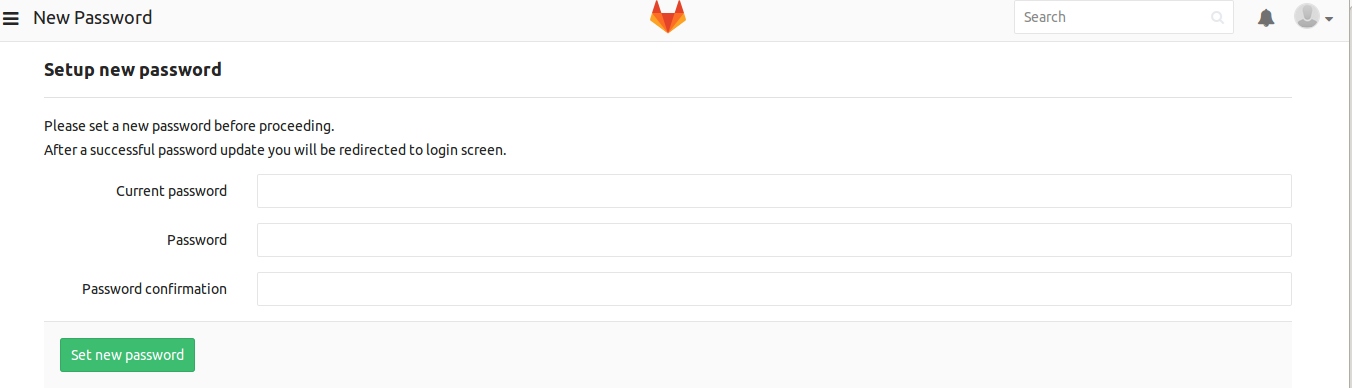 New Password
Search
Setup new password
Please set a new password before proceeding.
After a successful password update you will be redirected to login screen.
Current password
Password
Password confirmation
Set new password